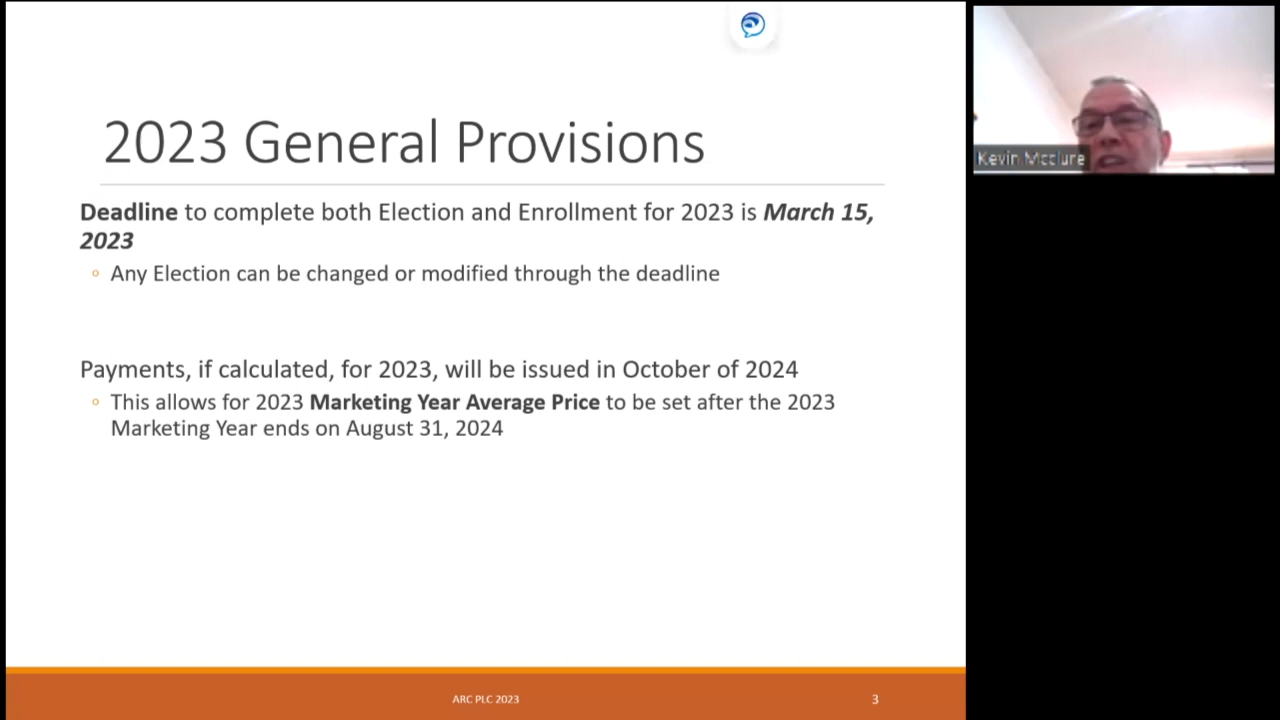 2023 General Provisions
Deadline to complete both Election and Enrollment for 2023 is March 15,
2023
◦ Any Election can be changed or modified through the deadline
Payments, if calculated, for 2023, will be issued in October of 2024
◦ This allows for 2023 Marketing Year Average Price to be set after the 2023
Marketing Year ends on August 31, 2024
ARC PLC 2023
3
Kevin Mcclure